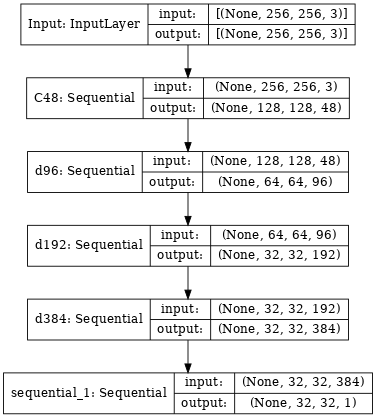 Input: InputLayer input: [(None, 256, 256, 3)]
output: [(None, 256, 256, 3)]
C48: Sequential input: (None, 256, 256, 3)
output: (None, 128, 128, 48)
d96: Sequential input: (None, 128, 128, 48)
output: (None, 64, 64, 96)
d192: Sequential input: (None, 64, 64, 96)
output: (None, 32, 32, 192)
d384: Sequential input: (None, 32, 32, 192)
output: (None, 32, 32, 384)
sequential_1: Sequential input: (None, 32, 32, 384)
output: (None, 32, 32, 1)